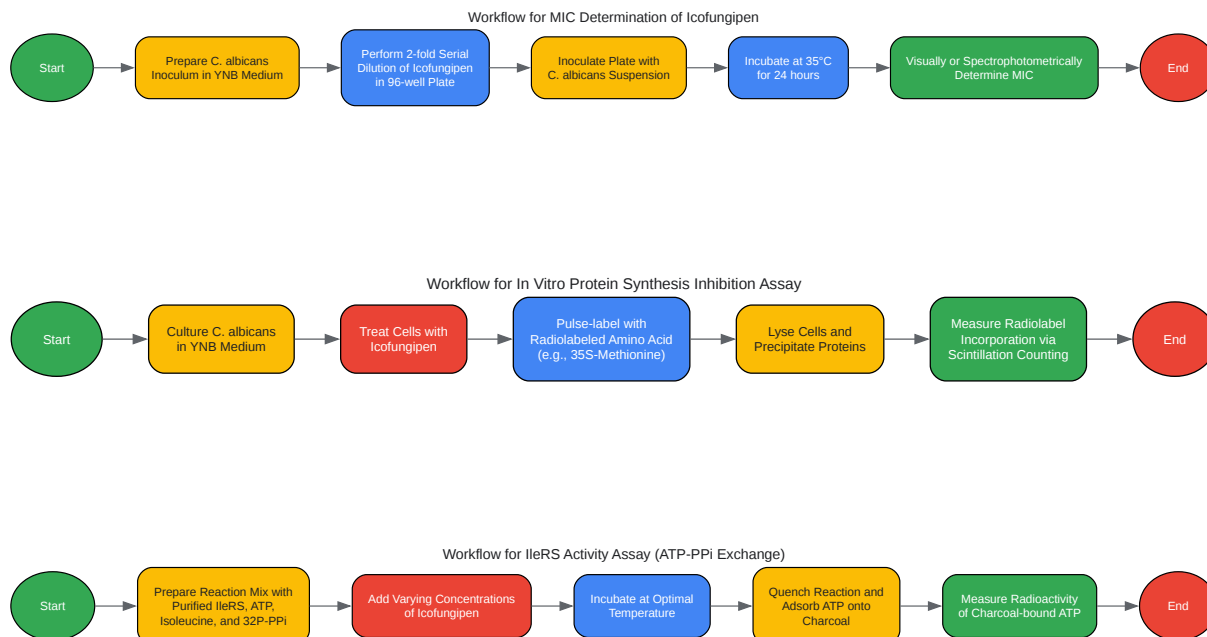 Workflow for MIC Determination of Icofungipen
Start
Prepare C. albicans
Inoculum in YNB Medium
Perform 2-fold Serial
Dilution of Icofungipen
in 96-well Plate
Inoculate Plate with
C. albicans Suspension
Incubate at 35°C
for 24 hours
Visually or Spectrophotometrically
Determine MIC
End
Workflow for In Vitro Protein Synthesis Inhibition Assay
Start
Culture C. albicans
in YNB Medium
Treat Cells with
Icofungipen
Pulse-label with
Radiolabeled Amino Acid
(e.g., 35S-Methionine)
Lyse Cells and
Precipitate Proteins
Measure Radiolabel
Incorporation via
Scintillation Counting
End
Workflow for IleRS Activity Assay (ATP-PPi Exchange)
Start
Prepare Reaction Mix with
Purified IleRS, ATP,
Isoleucine, and 32P-PPi
Add Varying Concentrations
of Icofungipen
Incubate at Optimal
Temperature
Quench Reaction and
Adsorb ATP onto
Charcoal
Measure Radioactivity
of Charcoal-bound ATP
End